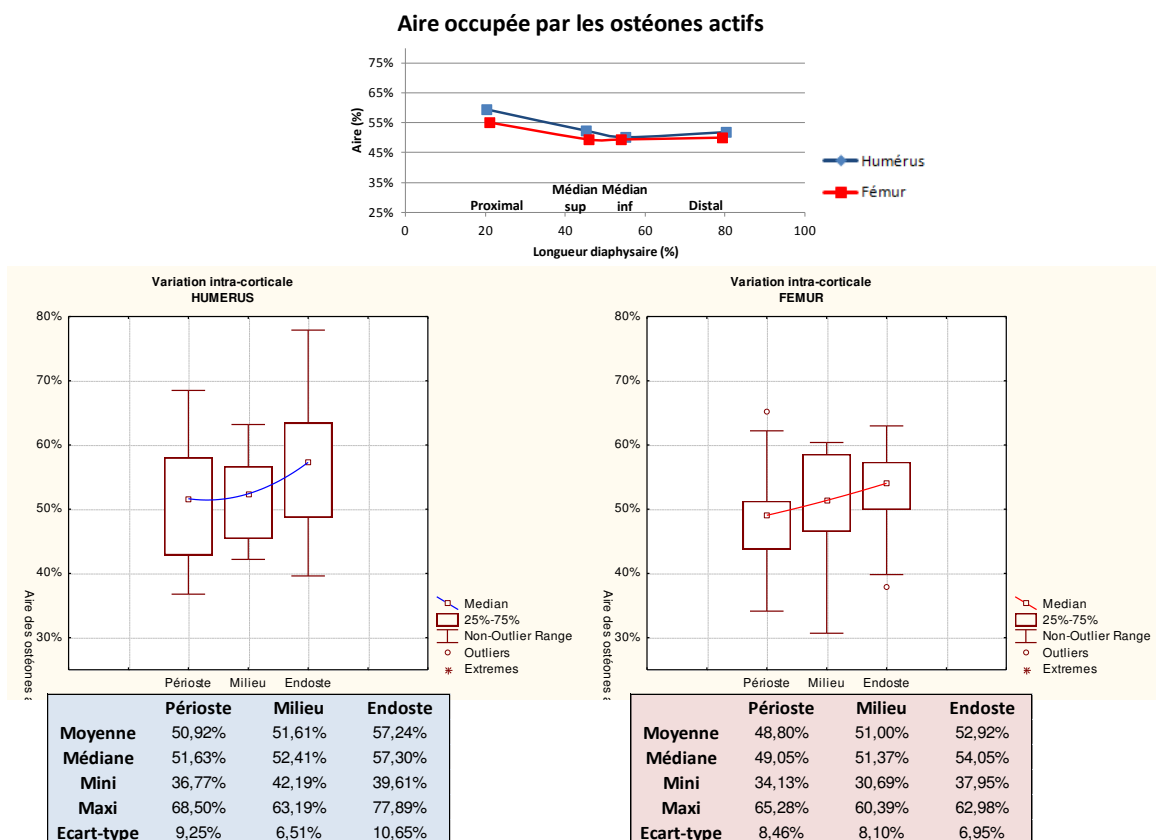 Aire occupée par les ostéones actifs
75%
65%
55%
45%
35%
25%
Aire (%)
Proximal
Médian sup
Médian inf
Distal
0 20 40 60 80 100
Longueur diaphysaire (%)
Humérus
Fémur
Variation intra-corticale
HUMERUS
80%
70%
60%
50%
40%
30%
Aire des ostéones
Périoste Milieu Endoste
Median
25%-75%
Non-Outlier Range
Outliers
Extremes
Périoste Milieu Endoste
Moyenne 50,92% 51,61% 57,24%
Médiane 51,63% 52,41% 57,30%
Mini 36,77% 42,19% 39,61%
Maxi 68,50% 63,19% 77,89%
Ecart-type 9,25% 6,51% 10,65%
Variation intra-corticale
FEMUR
80%
70%
60%
50%
40%
30%
Aire des ostéones
Périoste Milieu Endoste
Median
25%-75%
Non-Outlier Range
Outliers
Extremes
Périoste Milieu Endoste
Moyenne 48,80% 51,00% 52,92%
Médiane 49,05% 51,37% 54,05%
Mini 34,13% 30,69% 37,95%
Maxi 65,28% 60,39% 62,98%
Ecart-type 8,46% 8,10% 6,95%